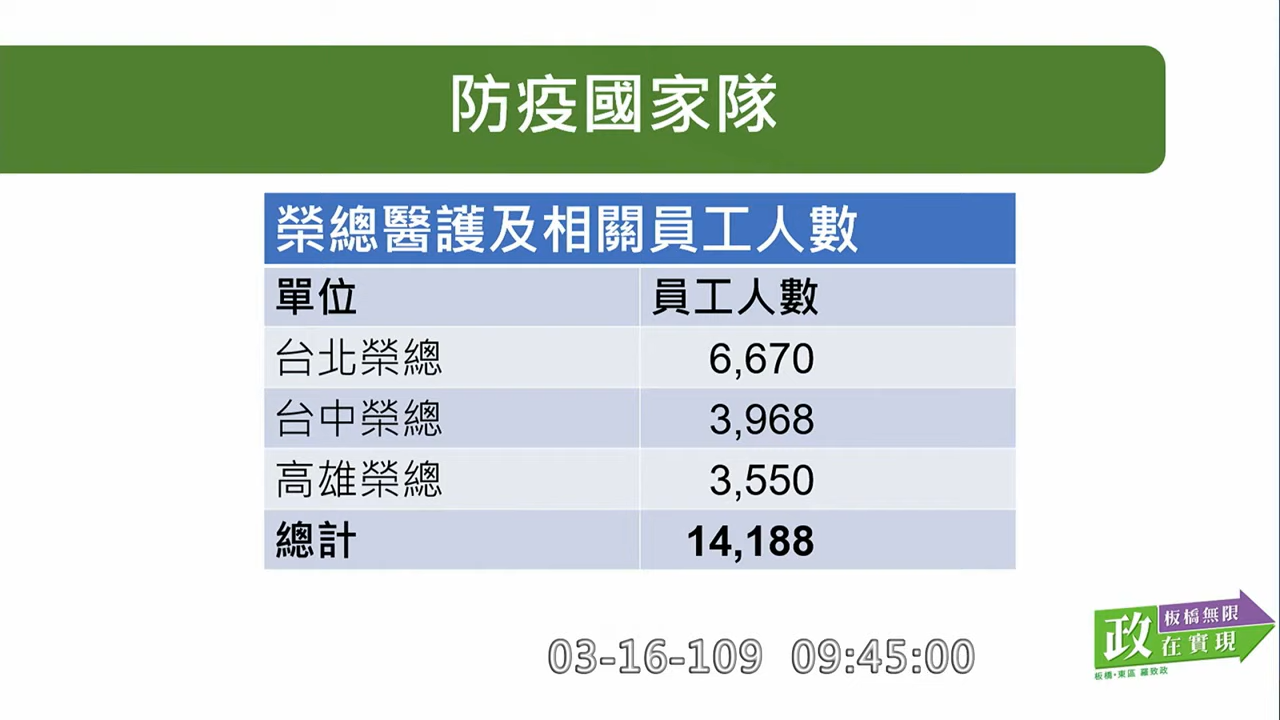 防疫國家隊
榮總醫護及相關員工人數
單位 員工人數
台北榮總 6,670
台中榮總 3,968
高雄榮總 3,550
總計 14,188
03-16-109 09:45:00
政 板橋無限
在實現
板橋·東區 羅致政